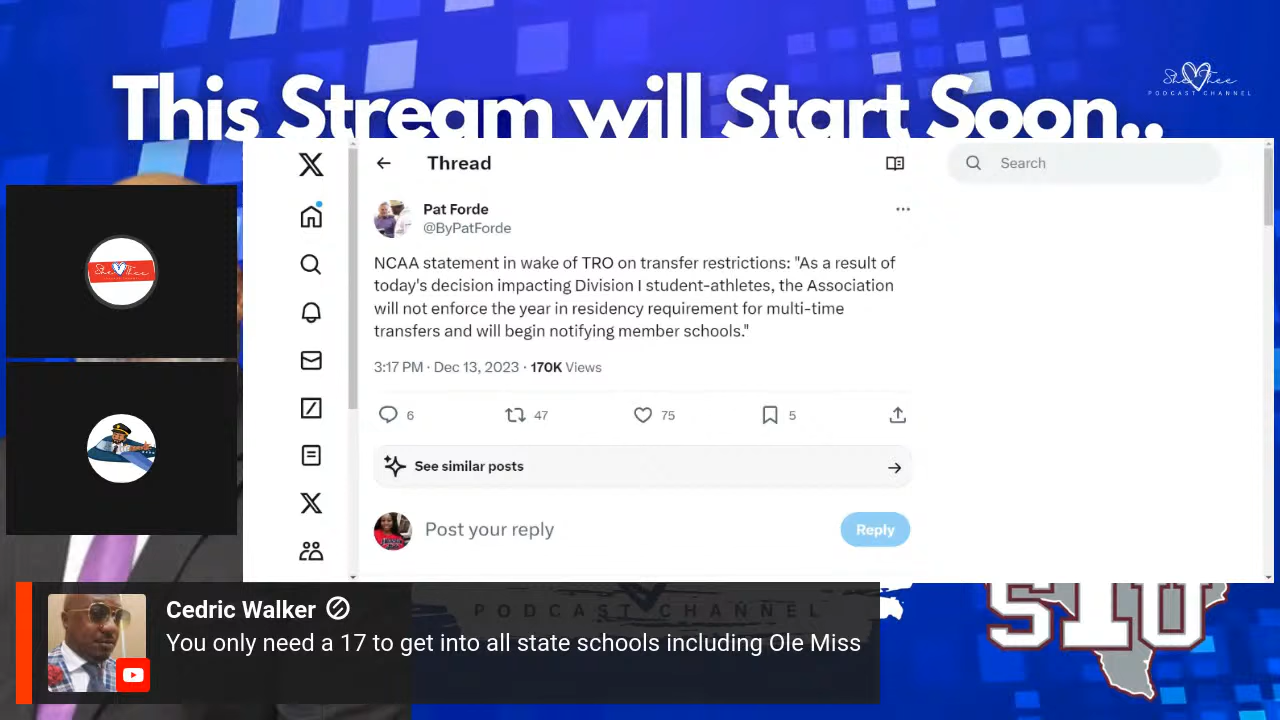 This Stream will Start Soon..
She Thee
PODCAST CHANNEL
Thread
Search
Pat Forde
@ByPatForde
NCAA statement in wake of TRO on transfer restrictions: "As a result of
today's decision impacting Division I student-athletes, the Association
will not enforce the year in residency requirement for multi-time
transfers and will begin notifying member schools."
3:17 PM · Dec 13, 2023 · 170K Views
6
47
75
5
See similar posts
Post your reply
Reply
She Thee
PODCAST CHANNEL
Cedric Walker
You only need a 17 to get into all state schools including Ole Miss